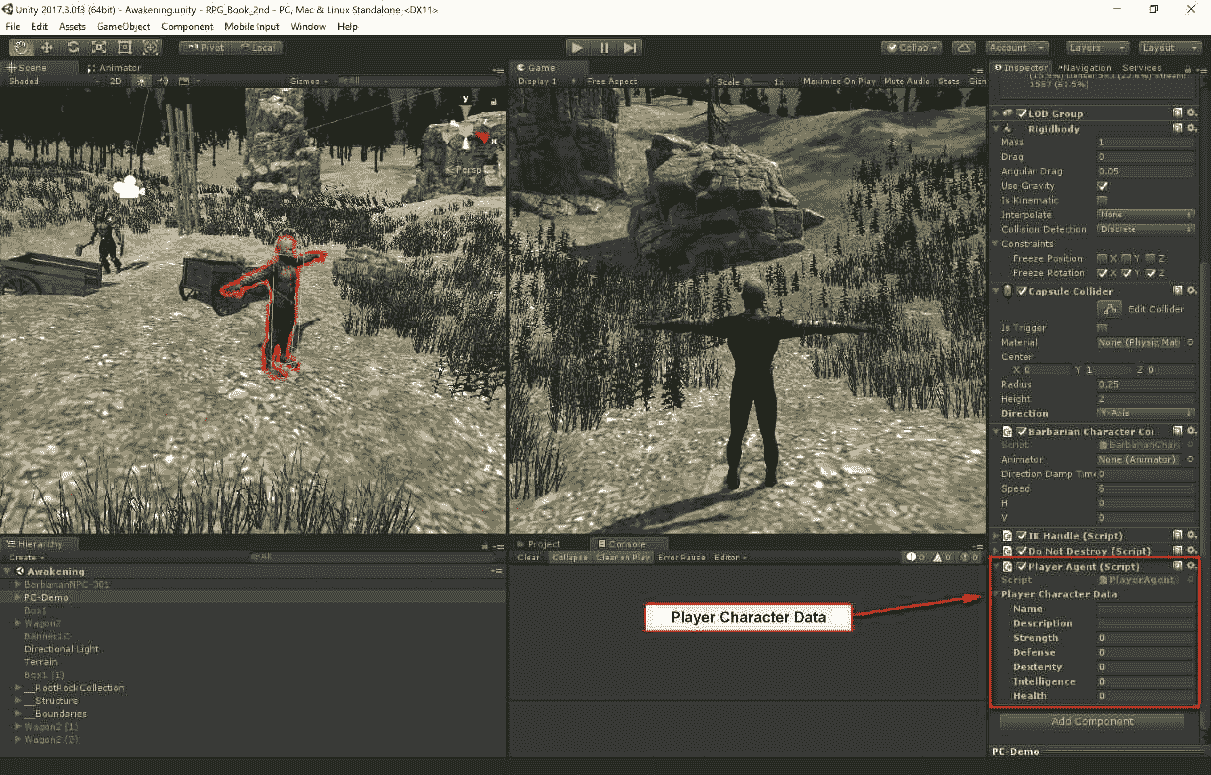 Unity 2017.3.0f3 (64bit) - Awakening.unity - RPG_Book_2nd - PC, Mac & Linux Standalone <DX11>
File Edit Assets GameObject Component Mobile Input Window Help
Pivot Local Collab Account Layers Layout
Scene Animator
Shaded 2D Gizmos All
Game
Display 1 Free Aspect Scale 1x Maximize On Play Mute Audio Stats
y
Persp
Inspector Navigation Services
LOD Group
Rigidbody
Mass 1
Drag 0
Angular Drag 0.05
Use Gravity
Is Kinematic
Interpolate None
Collision Detection Discrete
Constraints
Freeze Position X Y Z
Freeze Rotation X Y Z
Capsule Collider
Edit Collider
Is Trigger
Material None (Physic Mat
Center
X 0 Y 1 Z 0
Radius 0.25
Height 2
Direction Y-Axis
Barbarian Character Co
Script BarbarianChara
Animator None (Animator)
Direction Damp Time 0
Speed 6
H 0
V 0
IK Handle (Script)
Do Not Destroy (Script)
Player Agent (Script)
Script PlayerAgent
Player Character Data
Name
Description
Strength 0
Defense 0
Dexterity 0
Intelligence 0
Health 0
Add Component
PC-Demo
Hierarchy
Create All
Awakening
BarbarianNPC-001
PC-Demo
Box1
Wagon2
Banner12
Directional Light
Terrain
Box1 (1)
__RootRockCollection
__Structure
__Boundaries
Wagon2 (1)
Wagon2 (2)
Project Console
Clear Collapse Clear on Play Error Pause Editor 0 0 0
Player Character Data